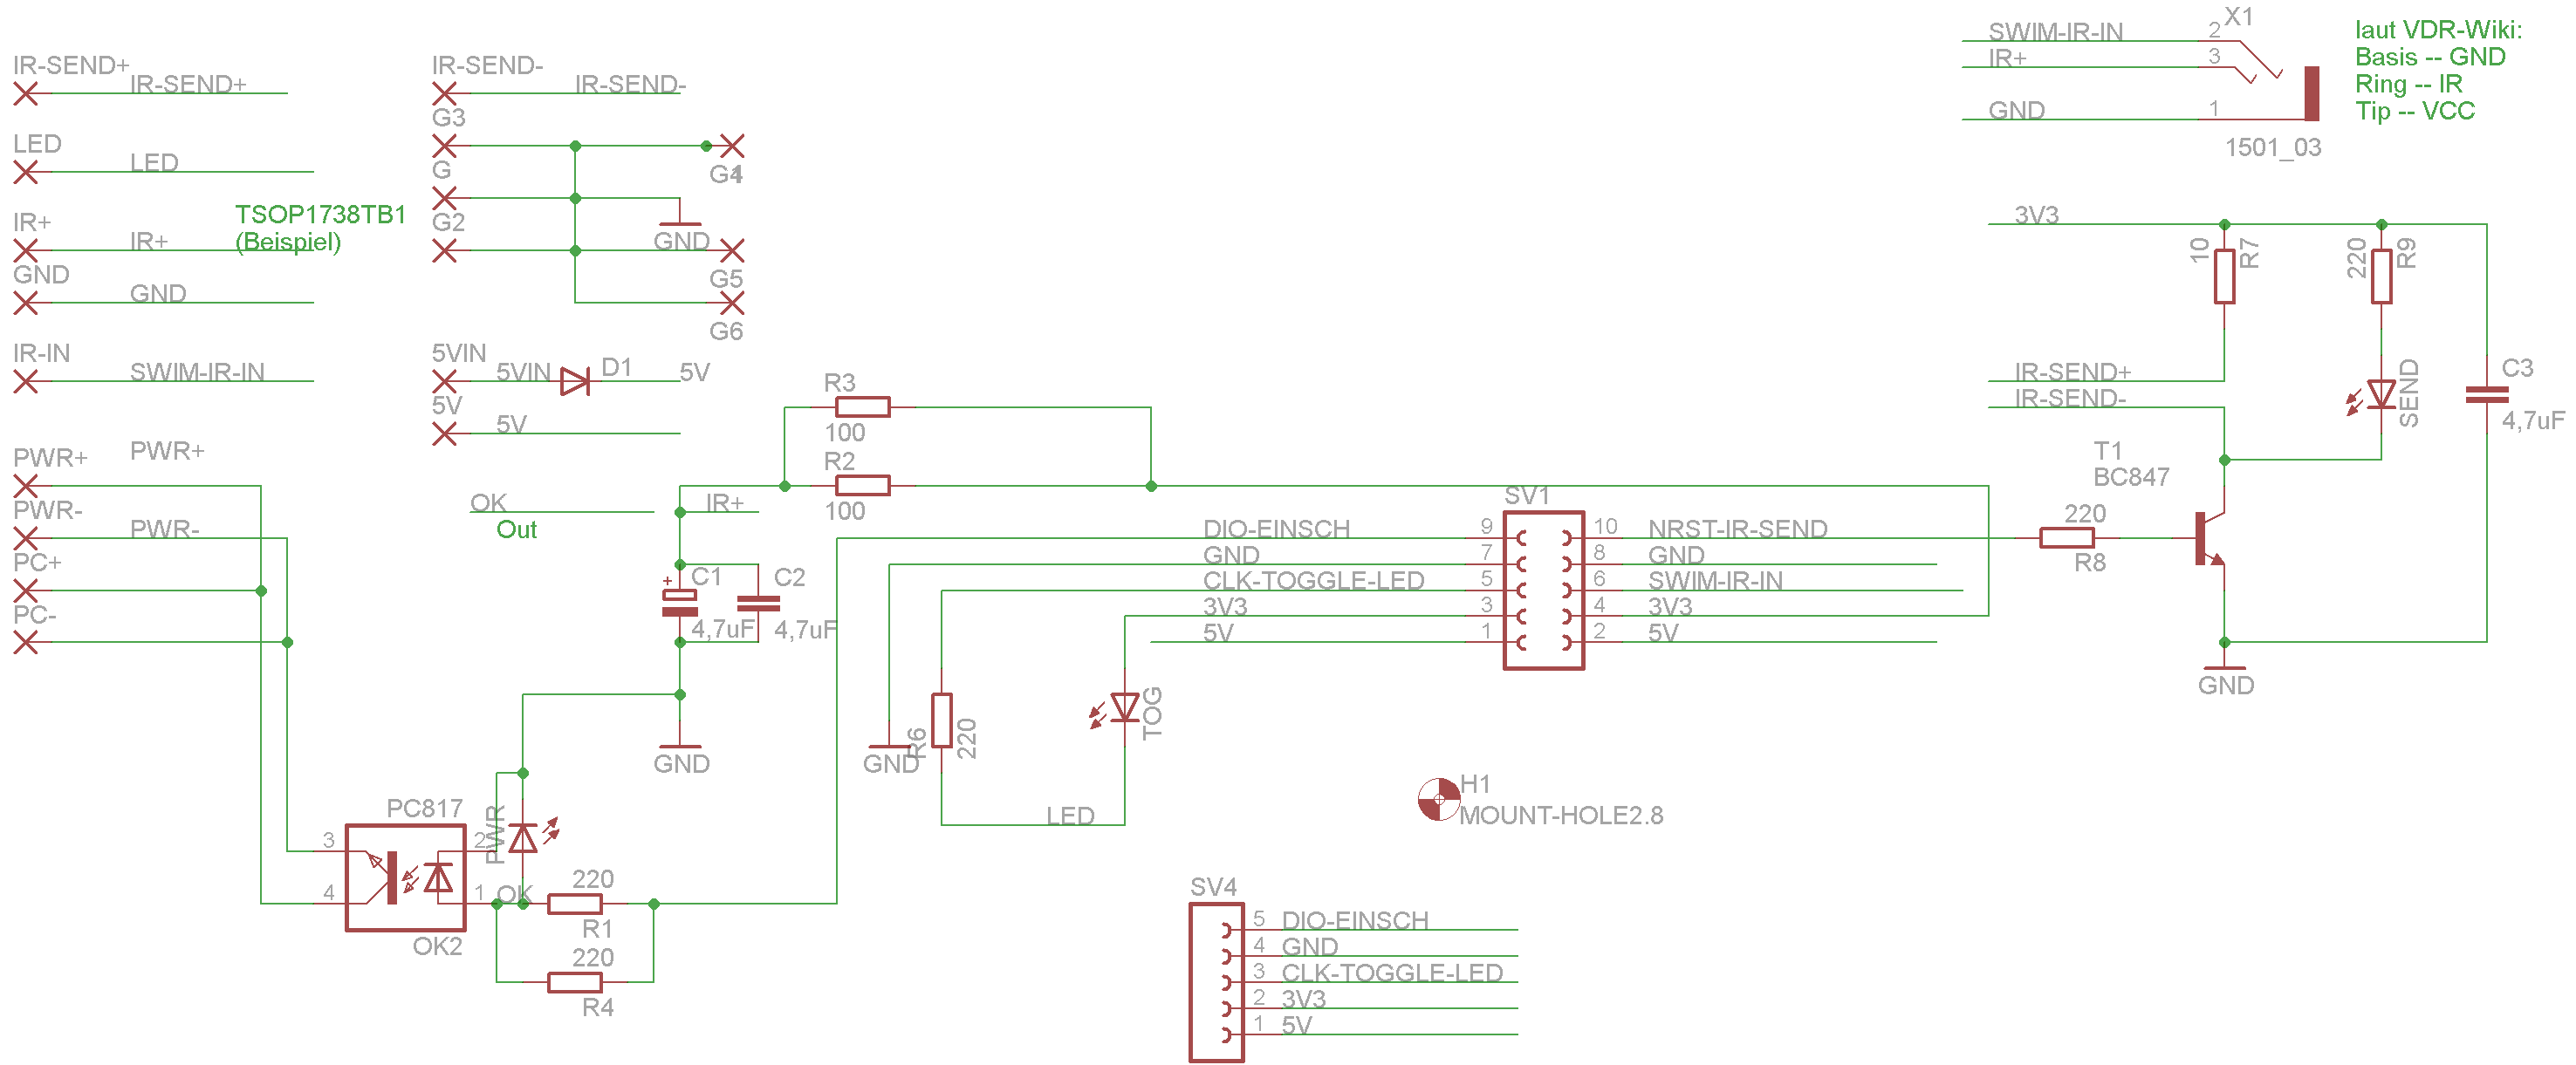 IR-SEND+
IR-SEND+
LED
LED
IR+
IR+
TSOP1738TB1
(Beispiel)
GND
GND
IR-IN
SWIM-IR-IN
PWR+
PWR+
PWR-
PWR-
PC+
PC-
IR-SEND-
IR-SEND-
G3
G
G2
G4
GND
G5
G6
5VIN
5VIN
D1
5V
5V
5V
OK
Out
IR+
R3
100
R2
100
+
C1
4,7uF
C2
4,7uF
GND
PC817
3
4
2
1
OK2
PWR
OK
220
R1
220
R4
GND
R6
220
LED
TOG
SV1
DIO-EINSCH
9
10
NRST-IR-SEND
GND
7
8
GND
CLK-TOGGLE-LED
5
6
SWIM-IR-IN
3V3
3
4
3V3
5V
1
2
5V
H1
MOUNT-HOLE2.8
SV4
5
DIO-EINSCH
4
GND
3
CLK-TOGGLE-LED
2
3V3
1
5V
X1
SWIM-IR-IN
2
IR+
3
GND
1
1501_03
laut VDR-Wiki:
Basis -- GND
Ring -- IR
Tip -- VCC
3V3
10
R7
220
R9
IR-SEND+
IR-SEND-
SEND
C3
4,7uF
T1
BC847
220
R8
GND